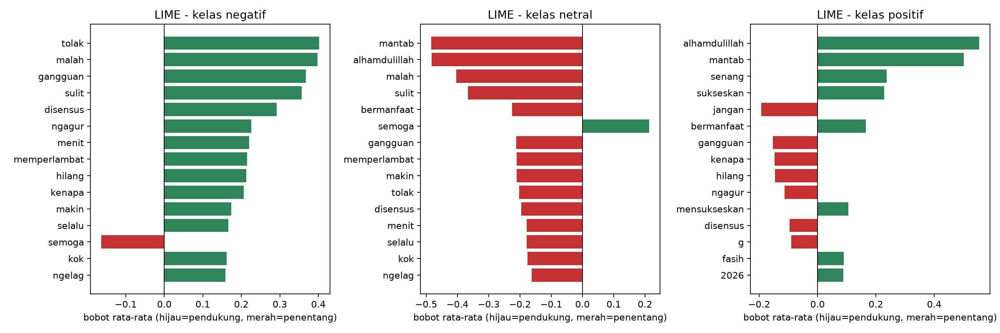 LIME - kelas negatif
tolak
malah
gangguan
sulit
disensus
ngagur
menit
memperlambat
hilang
kenapa
makin
selalu
semoga
kok
ngelag
−0.1 0.0 0.1 0.2 0.3 0.4
bobot rata-rata (hijau=pendukung, merah=penentang)
LIME - kelas netral
mantab
alhamdulillah
malah
sulit
bermanfaat
semoga
gangguan
memperlambat
makin
tolak
disensus
menit
selalu
kok
ngelag
−0.5 −0.4 −0.3 −0.2 −0.1 0.0 0.1 0.2
bobot rata-rata (hijau=pendukung, merah=penentang)
LIME - kelas positif
alhamdulillah
mantab
senang
sukseskan
jangan
bermanfaat
gangguan
kenapa
hilang
ngagur
mensukseskan
disensus
g
fasih
2026
−0.2 0.0 0.2 0.4
bobot rata-rata (hijau=pendukung, merah=penentang)